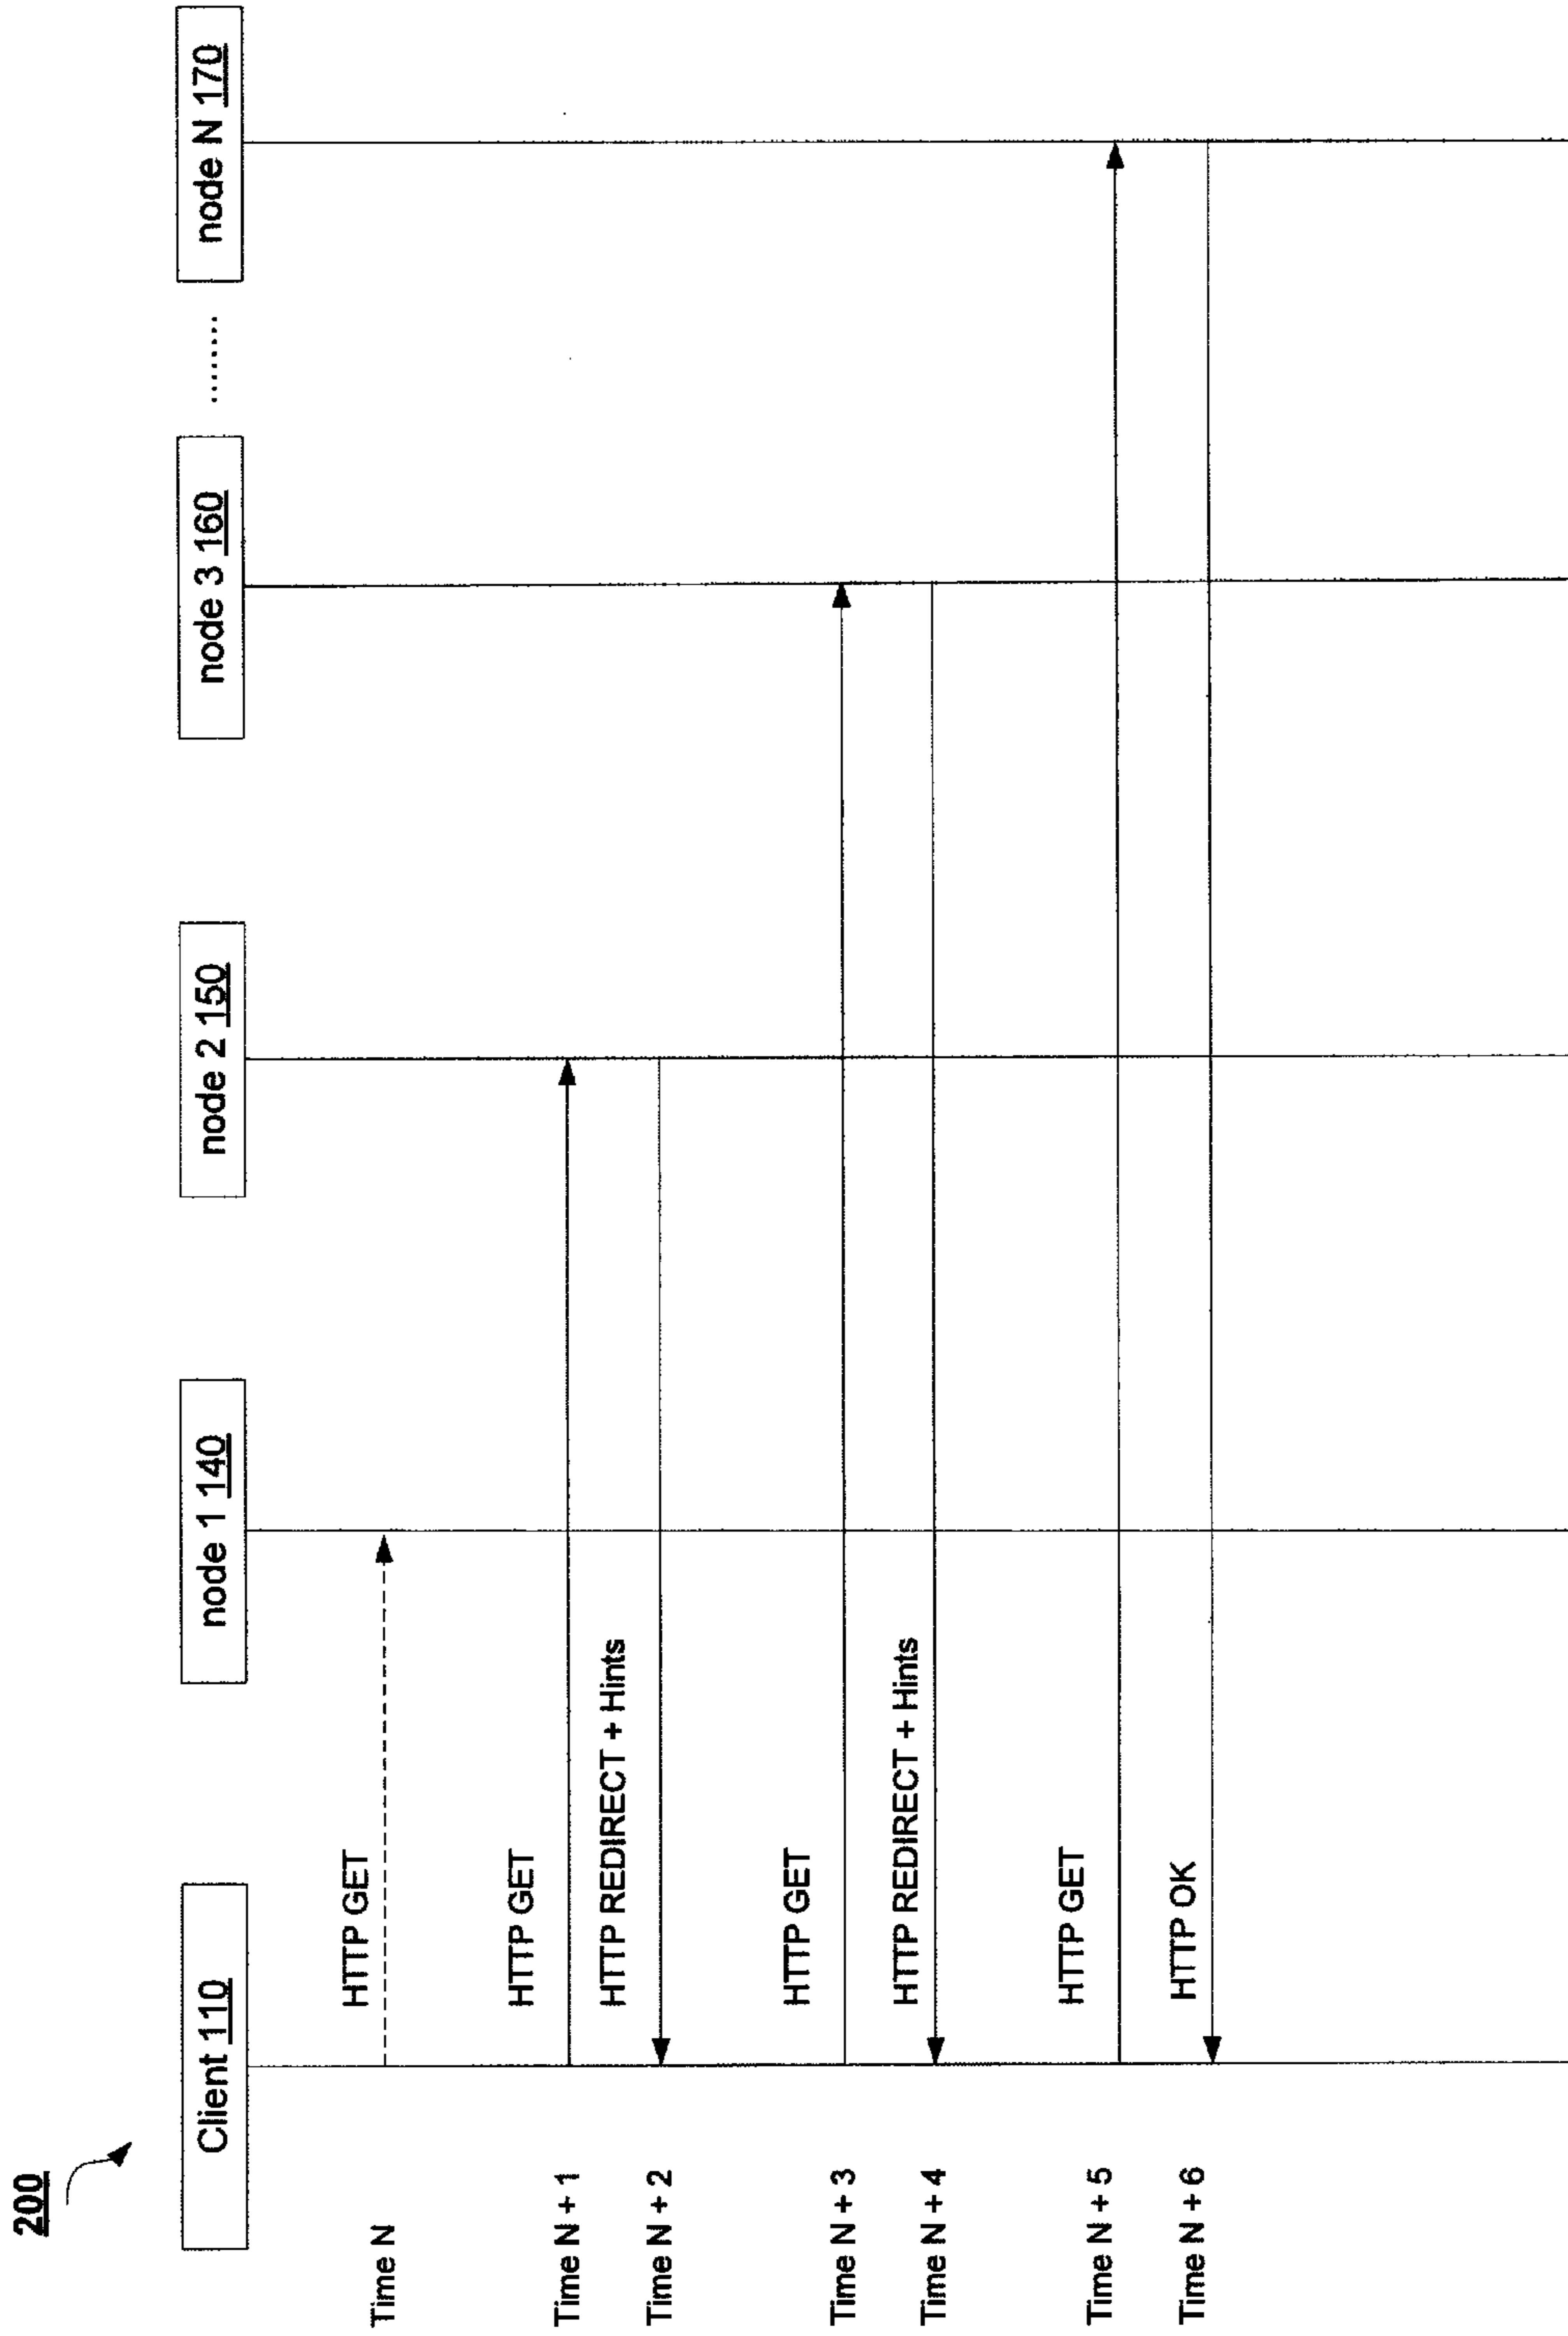 200
Client 110
node 1 140
node 2 150
node 3 160
........
node N 170
Time N
HTTP GET
Time N + 1
HTTP GET
Time N + 2
HTTP REDIRECT + Hints
Time N + 3
HTTP GET
Time N + 4
HTTP REDIRECT + Hints
Time N + 5
HTTP GET
Time N + 6
HTTP OK